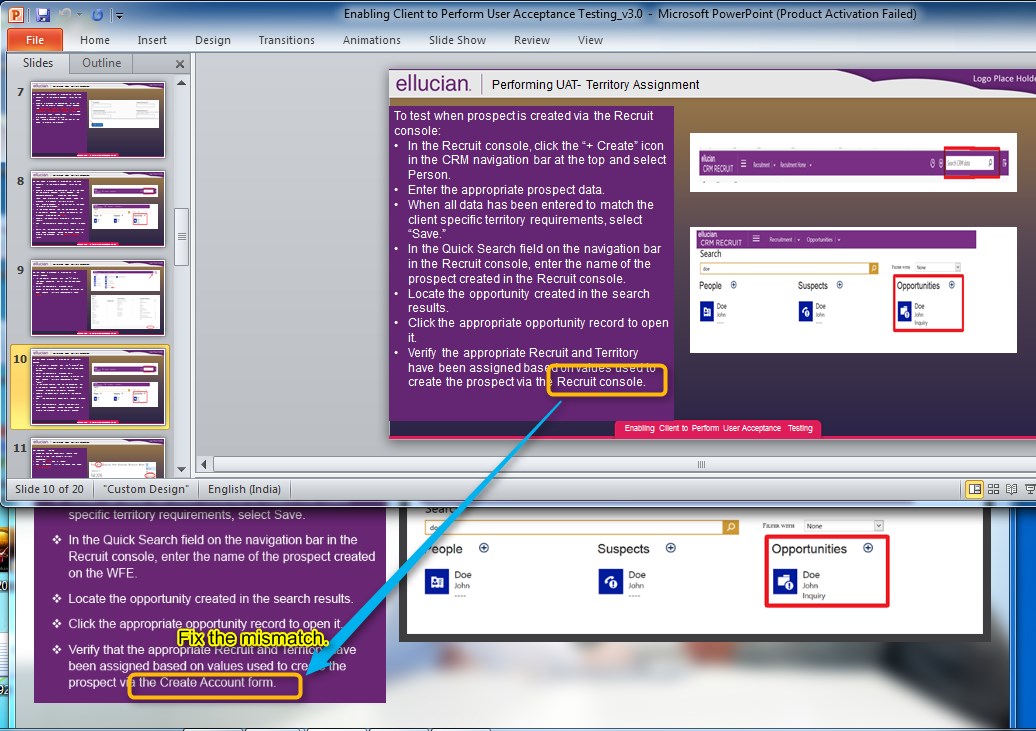 Enabling Client to Perform User Acceptance Testing_v3.0 - Microsoft PowerPoint (Product Activation Failed)
File Home Insert Design Transitions Animations Slide Show Review View
Slides Outline
7
8
9
10
11
ellucian. Performing UAT- Territory Assignment
Logo Place Holde
To test when prospect is created via the Recruit
console:
• In the Recruit console, click the “+ Create” icon
in the CRM navigation bar at the top and select
Person.
• Enter the appropriate prospect data.
• When all data has been entered to match the
client specific territory requirements, select
“Save.”
• In the Quick Search field on the navigation bar
in the Recruit console, enter the name of the
prospect created in the Recruit console.
• Locate the opportunity created in the search
results.
• Click the appropriate opportunity record to open
it.
• Verify the appropriate Recruit and Territory
have been assigned based on values used to
create the prospect via the Recruit console.
ellucian.
CRM RECRUIT Recruitment Recruitment Home Search CRM data
ellucian.
CRM RECRUIT Recruitment Opportunities
Search
doe
Filter with None
People Suspects Opportunities
Doe Doe Doe
John John John
---- ---- Inquiry
Enabling Client to Perform User Acceptance Testing
Slide 10 of 20 "Custom Design" English (India)
specific territory requirements, select Save.
❖ In the Quick Search field on the navigation bar in the
Recruit console, enter the name of the prospect created
on the WFE.
❖ Locate the opportunity created in the search results.
❖ Click the appropriate opportunity record to open it.
Fix the mismatch.
❖ Verify that the appropriate Recruit and Territory have
been assigned based on values used to create the
prospect via the Create Account form.
Search
doe
Filter with None
People Suspects Opportunities
Doe Doe Doe
John John John
---- ---- Inquiry